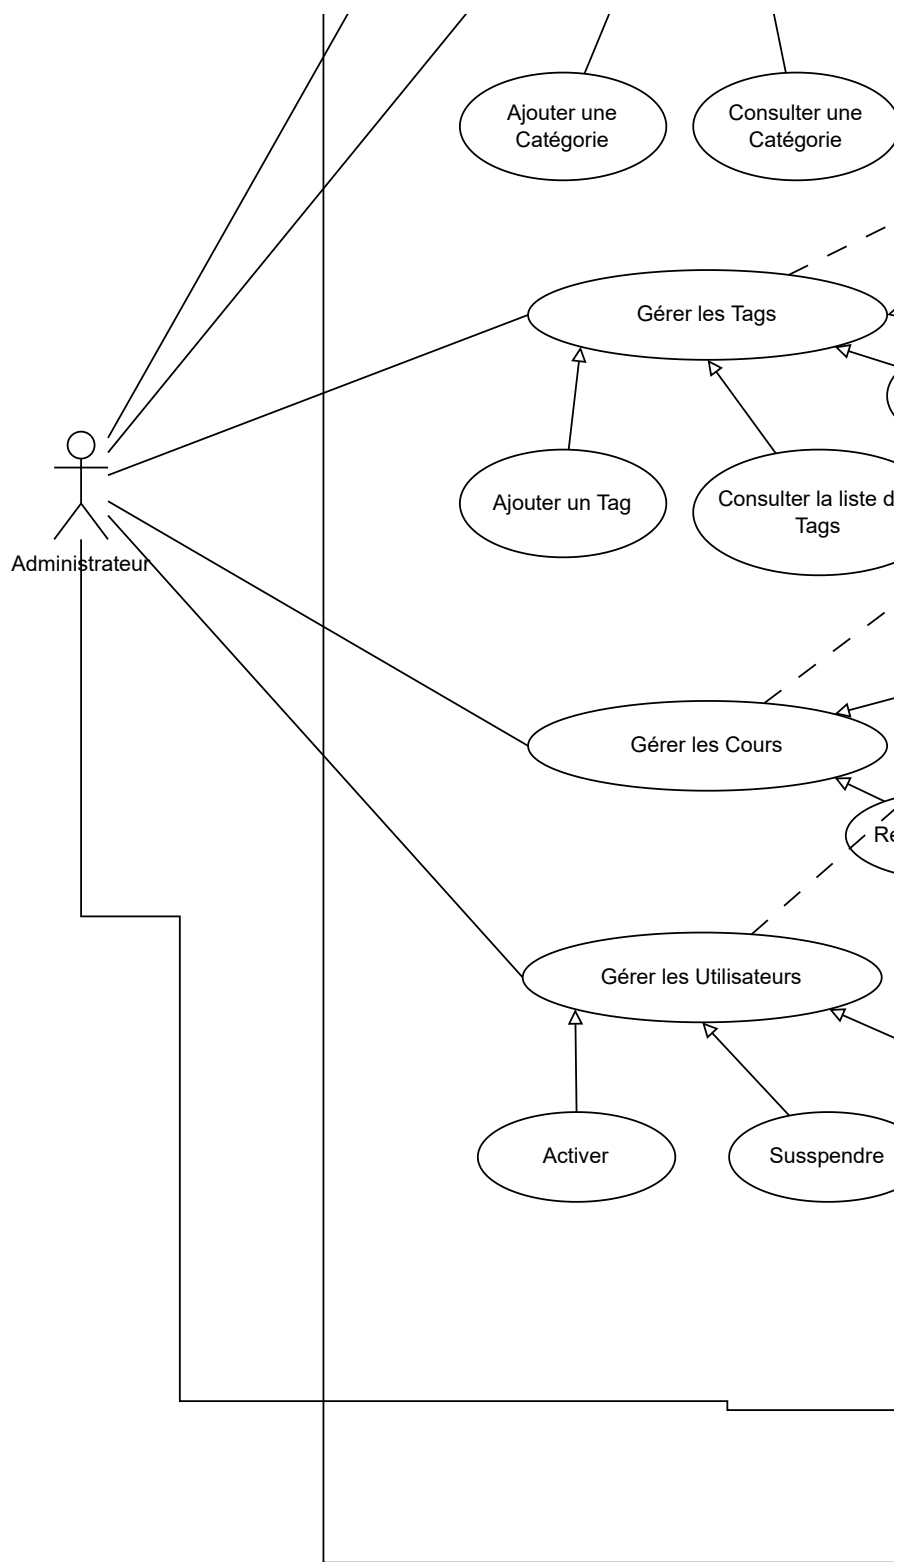 Ajouter une
Catégorie
Consulter une
Catégorie
Gérer les Tags
Ajouter un Tag
Consulter la liste d
Tags
Administrateur
Gérer les Cours
Re
Gérer les Utilisateurs
Activer
Susspendre